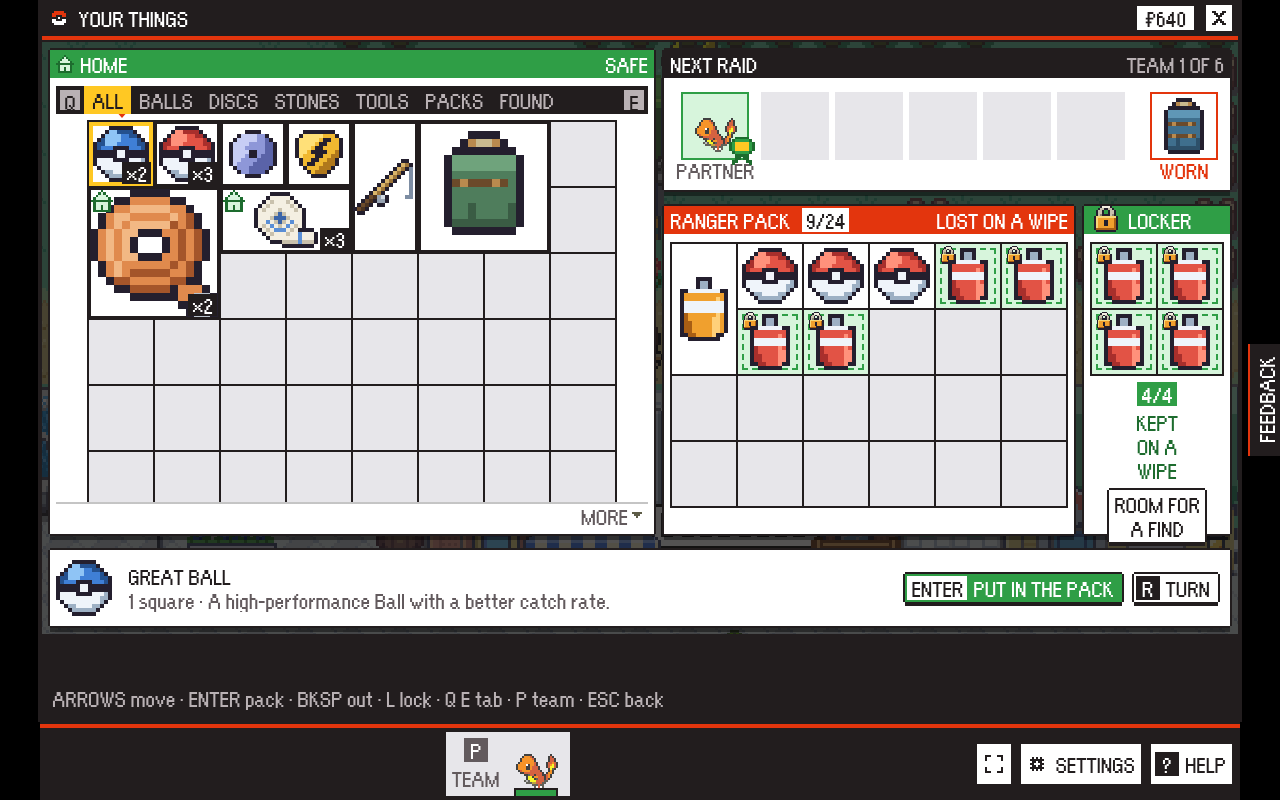 YOUR THINGS
₽640
X
HOME
SAFE
Q ALL BALLS DISCS STONES TOOLS PACKS FOUND E
×2
×3
×3
×2
MORE
NEXT RAID
TEAM 1 OF 6
PARTNER
WORN
RANGER PACK 9/24 LOST ON A WIPE
LOCKER
4/4
KEPT
ON A
WIPE
ROOM FOR
A FIND
FEEDBACK
GREAT BALL
1 square · A high-performance Ball with a better catch rate.
ENTER PUT IN THE PACK
R TURN
ARROWS move · ENTER pack · BKSP out · L lock · Q E tab · P team · ESC back
P
TEAM
SETTINGS
? HELP